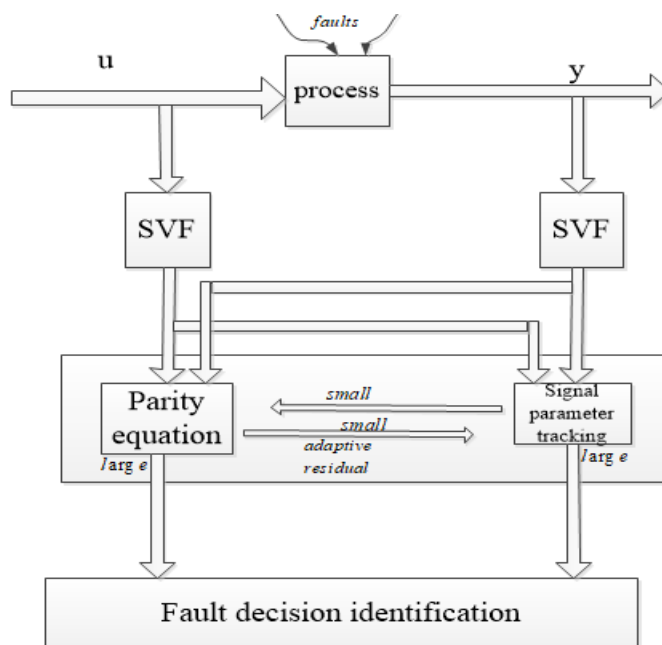 faults
u
y
process
SVF
SVF
Parity
equation
small
small
adaptive
residual
Signal
parameter
tracking
large
large
Fault decision identification